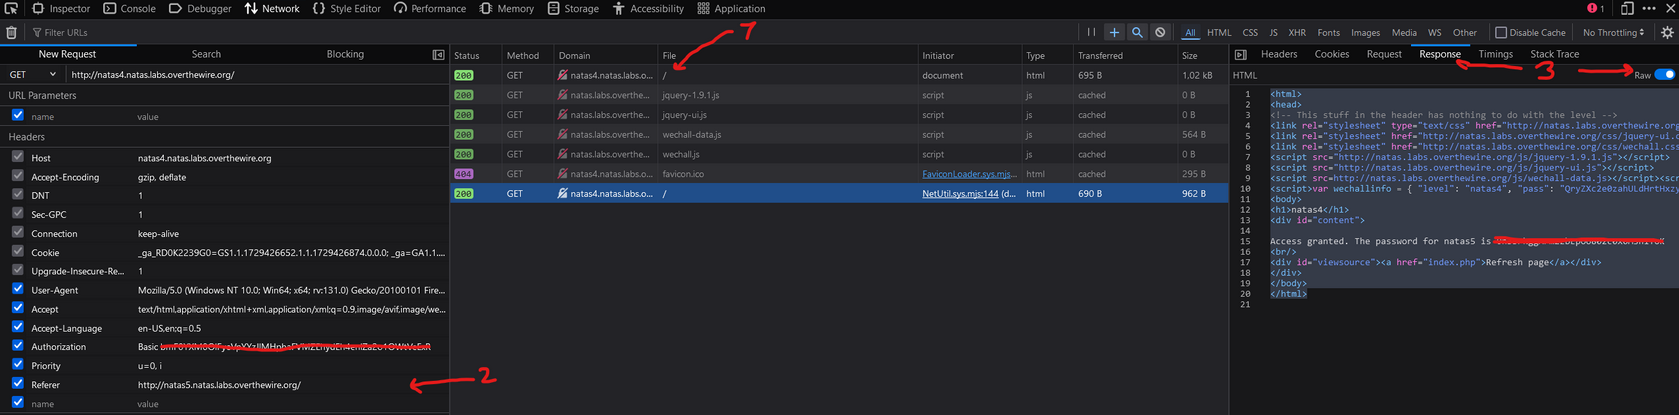 Inspector Console Debugger Network Style Editor Performance Memory Storage Accessibility Application 1
Filter URLs All HTML CSS JS XHR Fonts Images Media WS Other Disable Cache No Throttling
New Request Search Blocking
GET http://natas4.natas.labs.overthewire.org/
URL Parameters
name value
Headers
Host natas4.natas.labs.overthewire.org
Accept-Encoding gzip, deflate
DNT 1
Sec-GPC 1
Connection keep-alive
Cookie _ga_RD0K2239G0=GS1.1.1729426652.1.1.1729426874.0.0.0; _ga=GA1.1....
Upgrade-Insecure-Re...  1
User-Agent Mozilla/5.0 (Windows NT 10.0; Win64; x64; rv:131.0) Gecko/20100101 Fire...
Accept text/html,application/xhtml+xml,application/xml;q=0.9,image/avif,image/we...
Accept-Language en-US,en;q=0.5
Authorization Basic
Priority u=0, i
Referer http://natas5.natas.labs.overthewire.org/
name value
1
2
Status Method Domain File Initiator Type Transferred Size
200 GET natas4.natas.labs.o... / document html 695 B 1,02 kB
200 GET natas.labs.overthe... jquery-1.9.1.js script js cached 0 B
200 GET natas.labs.overthe... jquery-ui.js script js cached 0 B
200 GET natas.labs.overthe... wechall-data.js script js cached 564 B
200 GET natas.labs.overthe... wechall.js script js cached 0 B
404 GET natas4.natas.labs.o... favicon.ico FaviconLoader.sys.mjs... html cached 295 B
200 GET natas4.natas.labs.o... / NetUtil.sys.mjs:144 (d... html 690 B 962 B
Headers Cookies Request Response Timings Stack Trace
3
HTML Raw
1 <html>
2 <head>
3 <!-- This stuff in the header has nothing to do with the level -->
4 <link rel="stylesheet" type="text/css" href="http://natas.labs.overthewire.org
5 <link rel="stylesheet" href="http://natas.labs.overthewire.org/css/jquery-ui.c
6 <link rel="stylesheet" href="http://natas.labs.overthewire.org/css/wechall.css
7 <script src="http://natas.labs.overthewire.org/js/jquery-1.9.1.js"></script>
8 <script src="http://natas.labs.overthewire.org/js/jquery-ui.js"></script>
9 <script src=http://natas.labs.overthewire.org/js/wechall-data.js></script><scr
10 <script>var wechallinfo = { "level": "natas4", "pass": "QryZXc2e0zahULdHrtHxzy
11 <body>
12 <h1>natas4</h1>
13 <div id="content">
14
15 Access granted. The password for natas5 is
16 <br/>
17 <div id="viewsource"><a href="index.php">Refresh page</a></div>
18 </div>
19 </body>
20 </html>
21